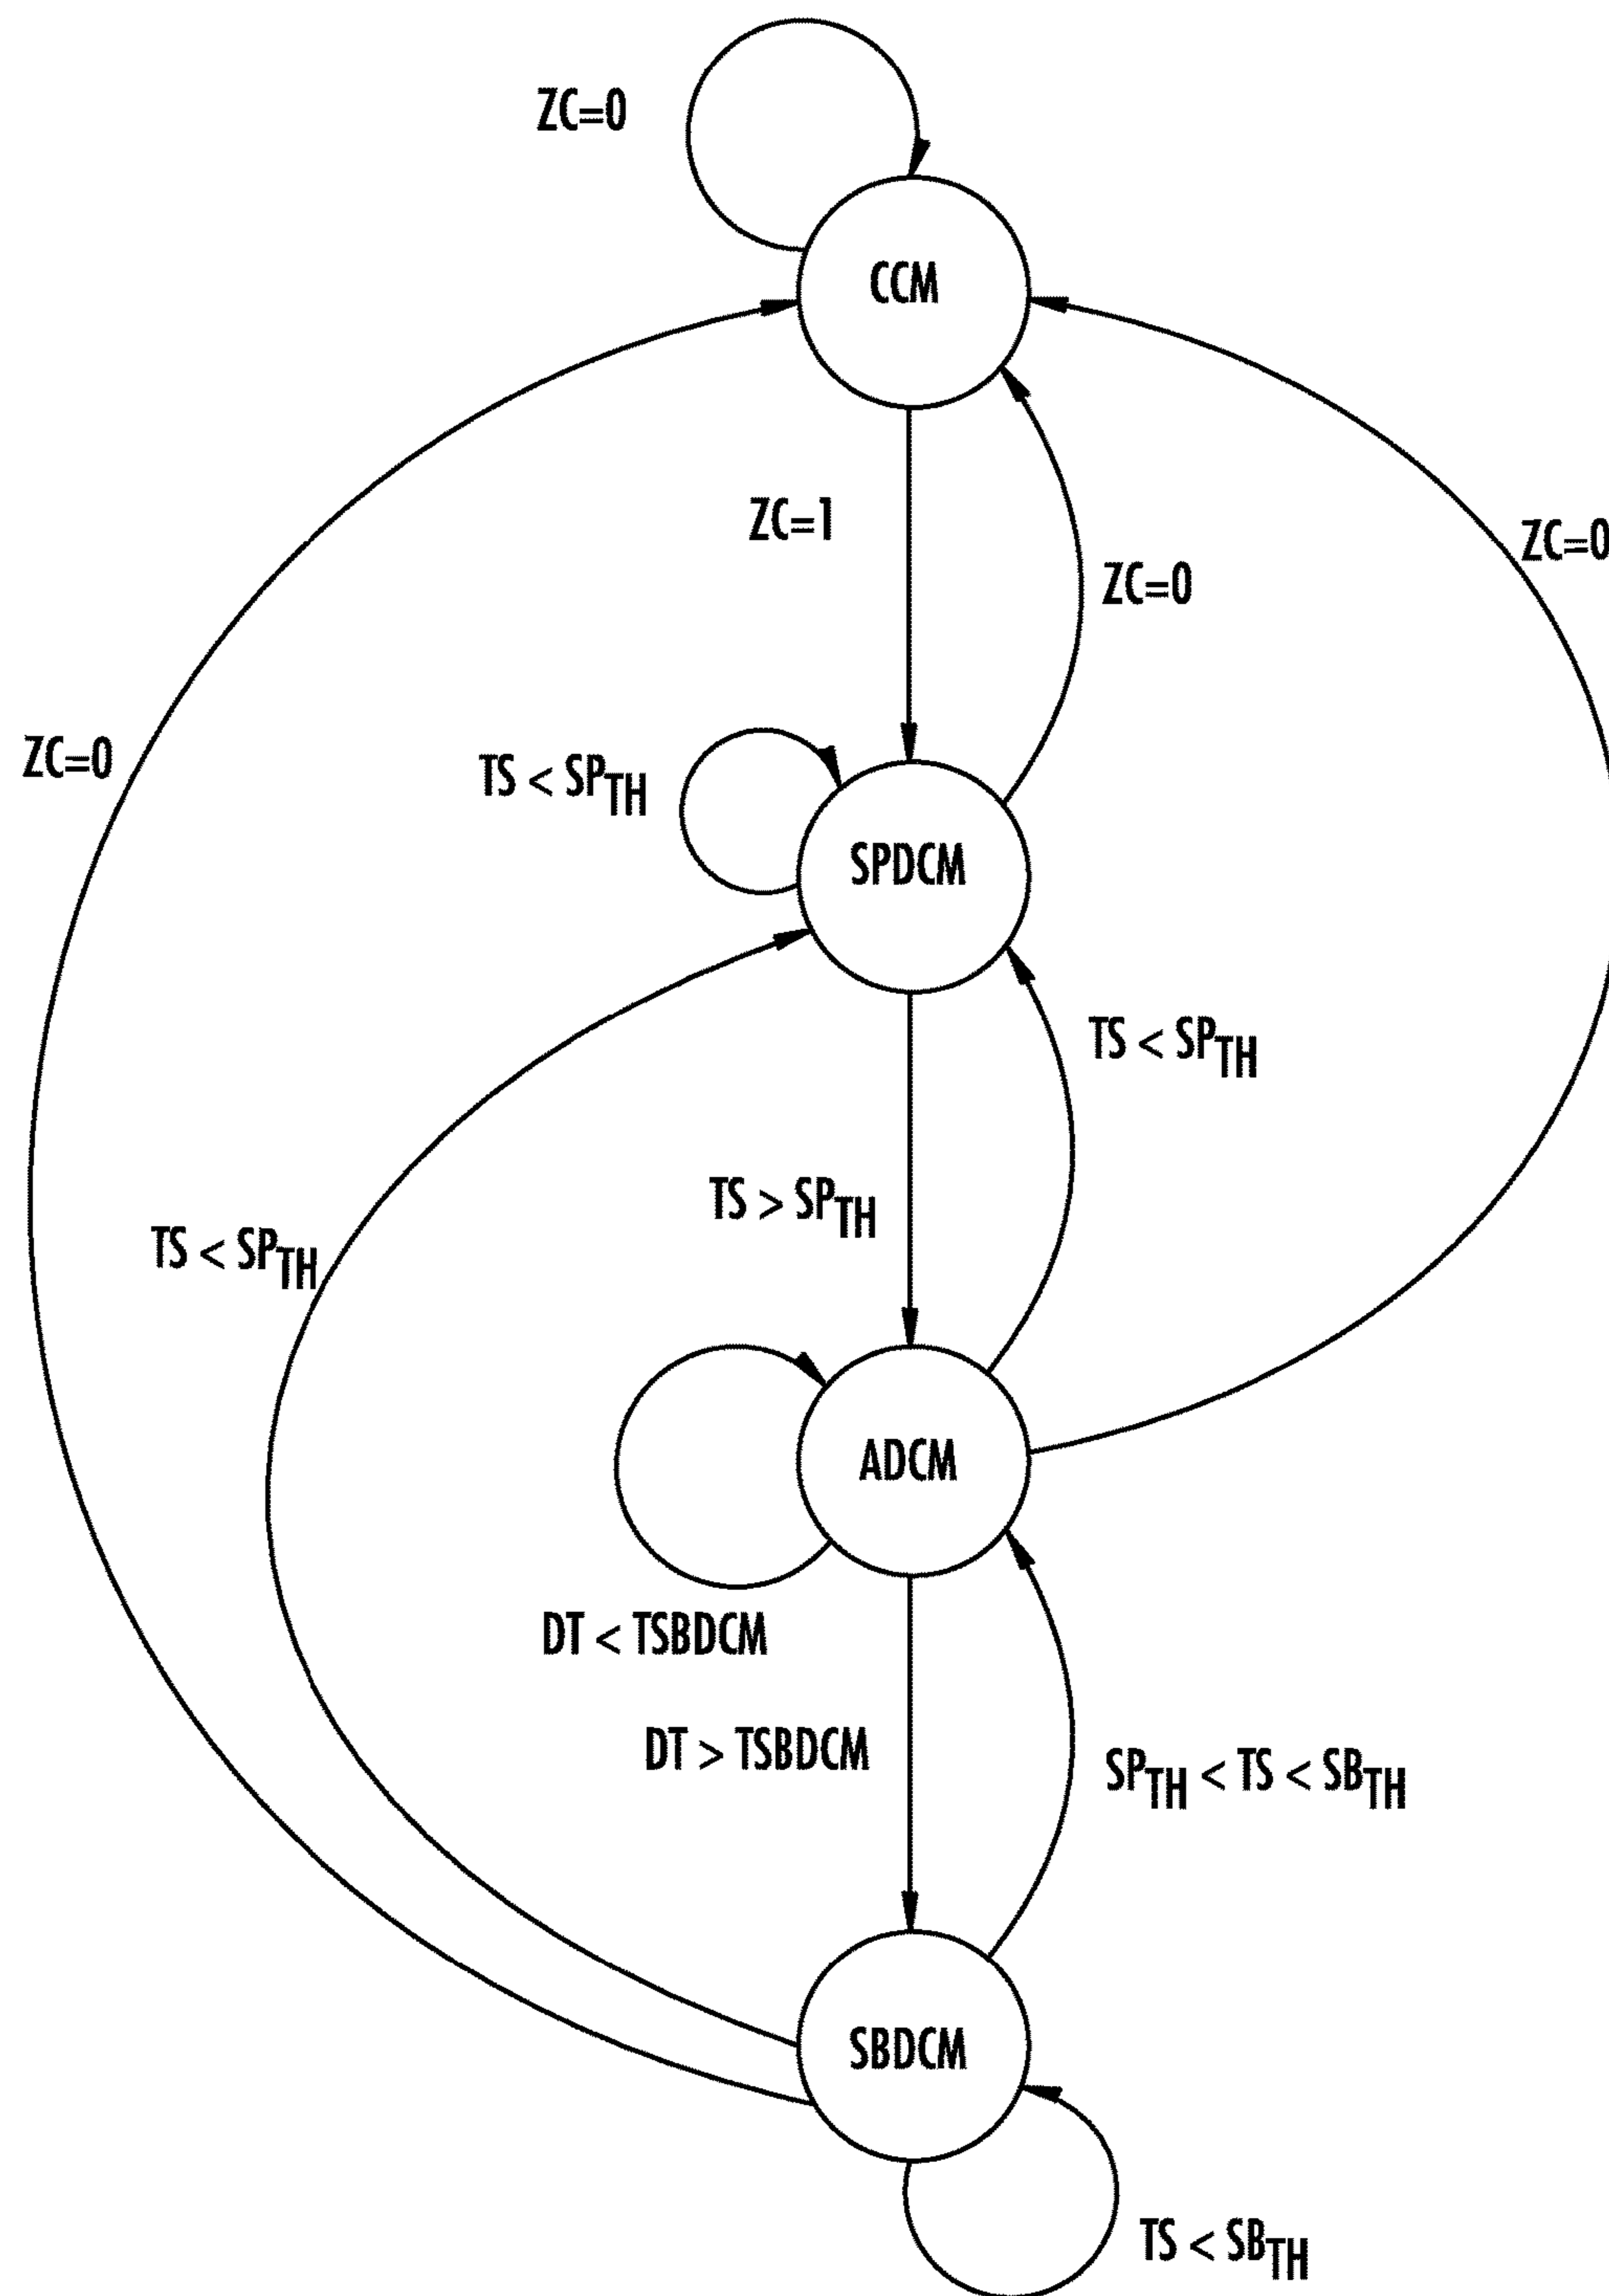 ZC=0
CCM
ZC=1
ZC=0
ZC=0
ZC=0
TS < SPTH
SPDCM
TS < SPTH
TS > SPTH
TS < SPTH
ADCM
DT < TSBDCM
DT > TSBDCM
SPTH < TS < SBTH
SBDCM
TS < SBTH